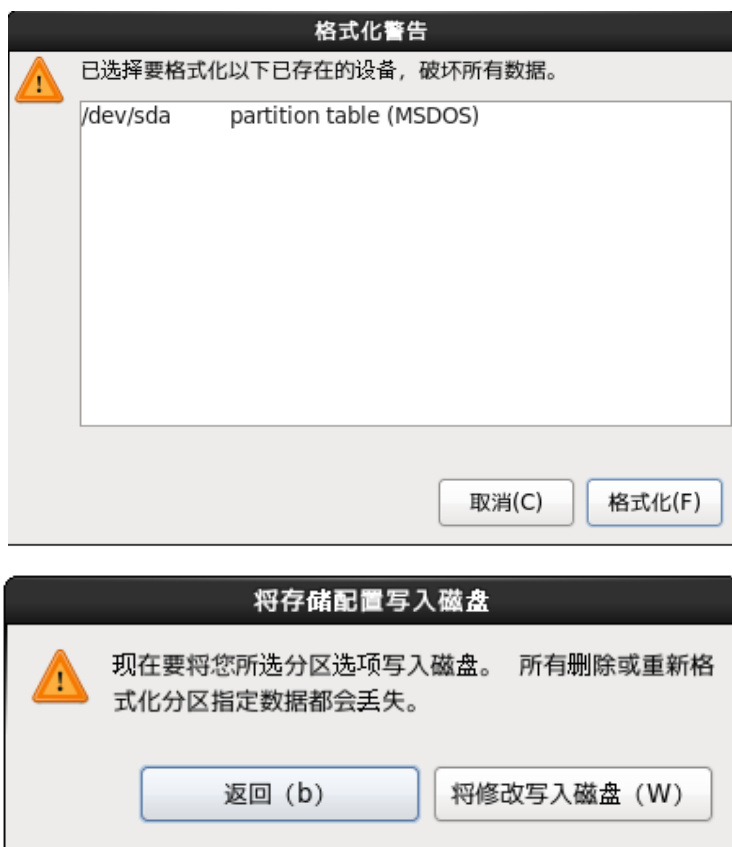 格式化警告
已选择要格式化以下已存在的设备，破坏所有数据。
/dev/sda partition table (MSDOS)
取消(C) 格式化(F)
将存储配置写入磁盘
现在要将您所选分区选项写入磁盘。 所有删除或重新格
式化分区指定数据都会丢失。
返回（b） 将修改写入磁盘（W）